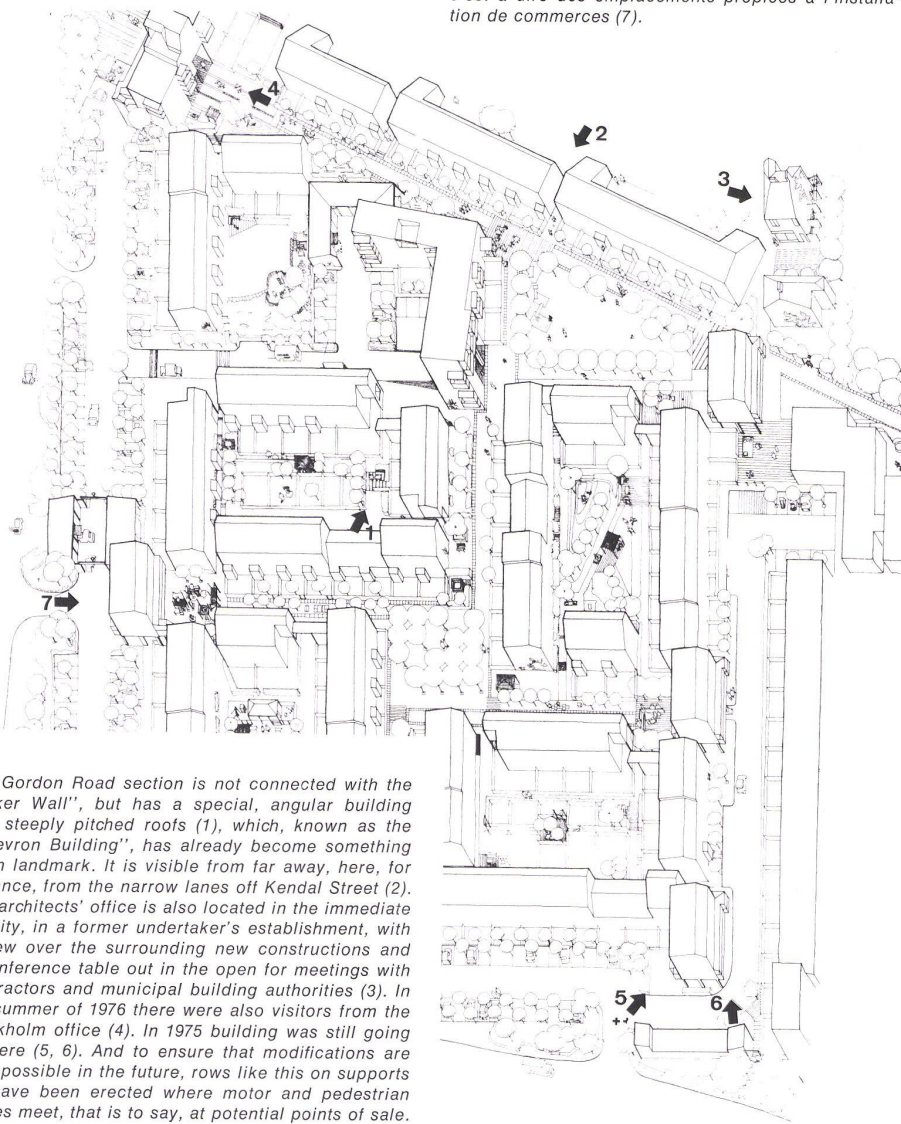 tion de commerces (7).
4
2
3
1
7
Gordon Road section is not connected with the
ker Wall", but has a special, angular building
steeply pitched roofs (1), which, known as the
evron Building", has already become something
landmark. It is visible from far away, here, for
ance, from the narrow lanes off Kendal Street (2).
architects' office is also located in the immediate
ity, in a former undertaker's establishment, with
ew over the surrounding new constructions and
nference table out in the open for meetings with
ractors and municipal building authorities (3). In
summer of 1976 there were also visitors from the
kholm office (4). In 1975 building was still going
ere (5, 6). And to ensure that modifications are
possible in the future, rows like this on supports
ave been erected where motor and pedestrian
es meet, that is to say, at potential points of sale.
5
6